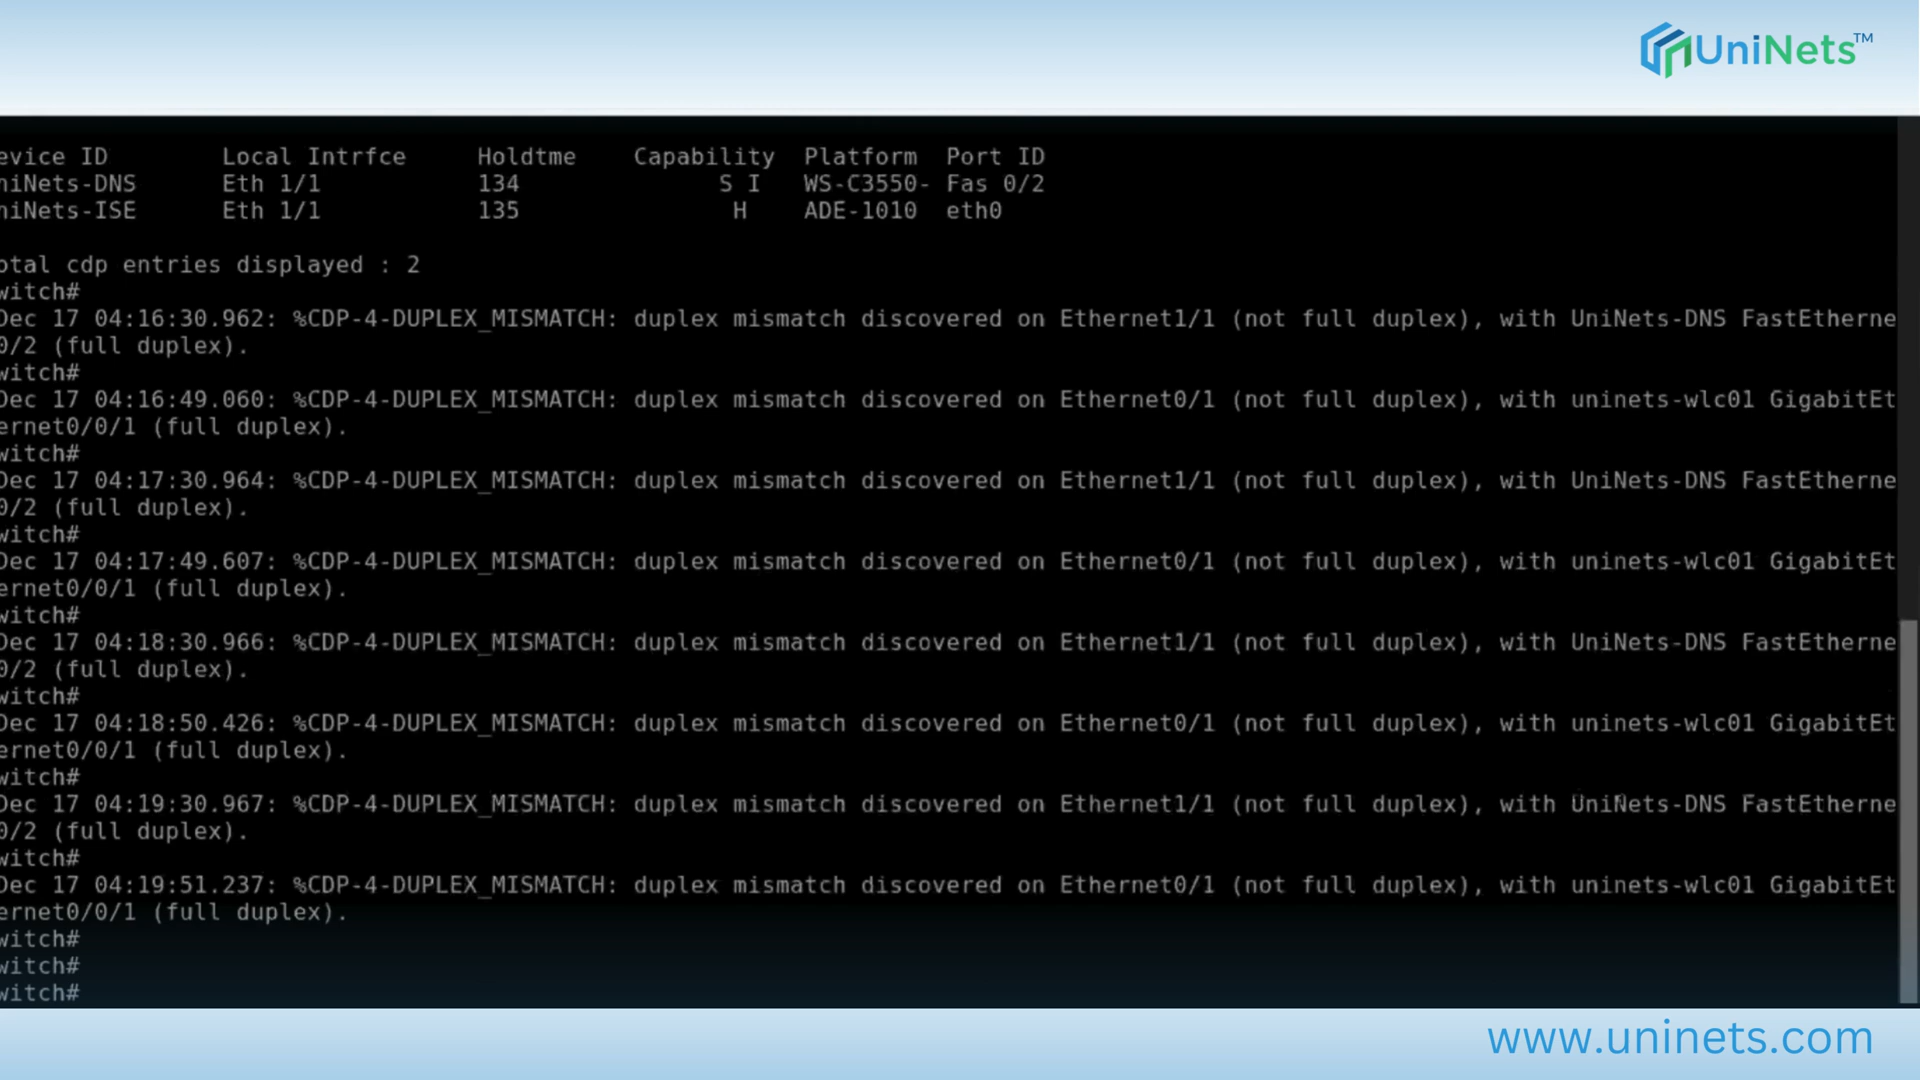 UniNets™
evice ID Local Intrfce Holdtme Capability Platform Port ID
niNets-DNS Eth 1/1 134 S I WS-C3550- Fas 0/2
niNets-ISE Eth 1/1 135 H ADE-1010 eth0
otal cdp entries displayed : 2
witch#
Dec 17 04:16:30.962: %CDP-4-DUPLEX_MISMATCH: duplex mismatch discovered on Ethernet1/1 (not full duplex), with UniNets-DNS FastEtherne
0/2 (full duplex).
witch#
Dec 17 04:16:49.060: %CDP-4-DUPLEX_MISMATCH: duplex mismatch discovered on Ethernet0/1 (not full duplex), with uninets-wlc01 GigabitEt
ernet0/0/1 (full duplex).
witch#
Dec 17 04:17:30.964: %CDP-4-DUPLEX_MISMATCH: duplex mismatch discovered on Ethernet1/1 (not full duplex), with UniNets-DNS FastEtherne
0/2 (full duplex).
witch#
Dec 17 04:17:49.607: %CDP-4-DUPLEX_MISMATCH: duplex mismatch discovered on Ethernet0/1 (not full duplex), with uninets-wlc01 GigabitEt
ernet0/0/1 (full duplex).
witch#
Dec 17 04:18:30.966: %CDP-4-DUPLEX_MISMATCH: duplex mismatch discovered on Ethernet1/1 (not full duplex), with UniNets-DNS FastEtherne
0/2 (full duplex).
witch#
Dec 17 04:18:50.426: %CDP-4-DUPLEX_MISMATCH: duplex mismatch discovered on Ethernet0/1 (not full duplex), with uninets-wlc01 GigabitEt
ernet0/0/1 (full duplex).
witch#
Dec 17 04:19:30.967: %CDP-4-DUPLEX_MISMATCH: duplex mismatch discovered on Ethernet1/1 (not full duplex), with UniNets-DNS FastEtherne
0/2 (full duplex).
witch#
Dec 17 04:19:51.237: %CDP-4-DUPLEX_MISMATCH: duplex mismatch discovered on Ethernet0/1 (not full duplex), with uninets-wlc01 GigabitEt
ernet0/0/1 (full duplex).
witch#
witch#
witch#
www.uninets.com